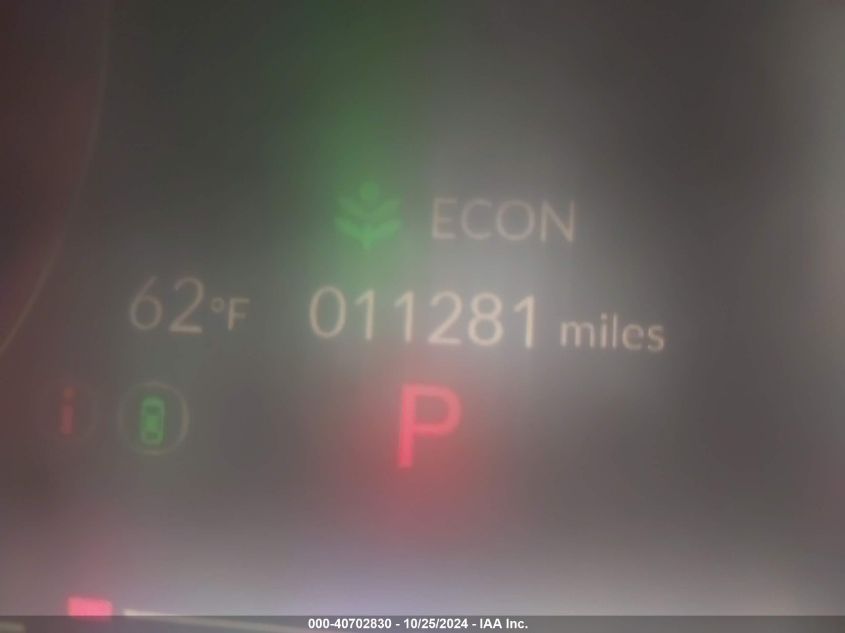 ECON
62°F 011281 miles
i P
000-40702830 - 10/25/2024 - IAA Inc.